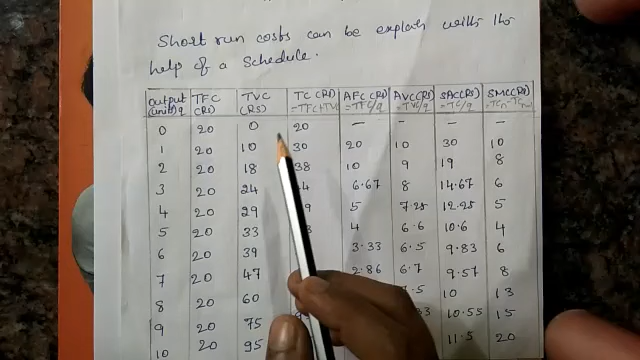 Short run costs can be explain with the
help of a Schedule.
output (units) q TFC (RS) TVC (RS) TC (RS) =TFC+TVC AFC (RS) =TFC/q AVC (RS) =TVC/q SAC (RS) =TC/q SMC (RS)
0 20 0 20 — — — —
1 20 10 30 20 10 30 10
2 20 18 38 10 9 19 8
3 20 24 6.67 8 14.67 6
4 20 29 5 7.25 12.25 5
5 20 33 4 6.6 10.6 4
6 20 39 3.33 6.5 9.83 6
7 20 47 2.86 6.7 9.57 8
8 20 60 10 13
9 20 75 10.55 15
10 20 95 11.5 20